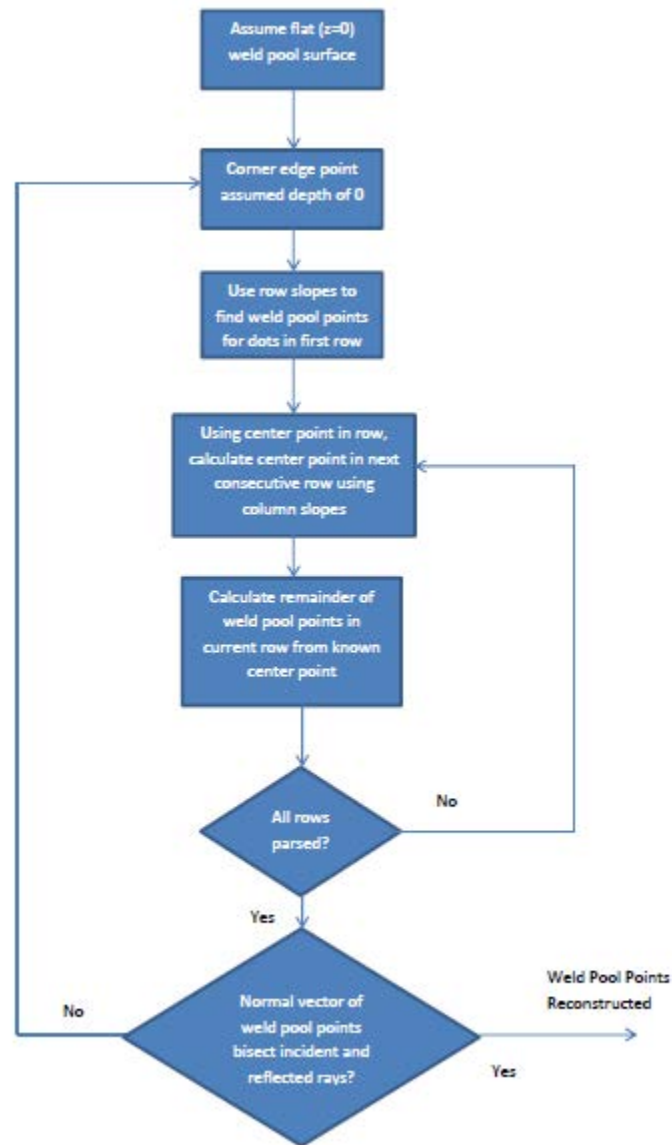 Assume flat (z=0)
weld pool surface
Corner edge point
assumed depth of 0
Use row slopes to
find weld pool points
for dots in first row
Using center point in row,
calculate center point in next
consecutive row using
column slopes
Calculate remainder of
weld pool points in
current row from known
center point
No
All rows
parsed?
Yes
Weld Pool Points
Reconstructed
No
Normal vector of
weld pool points
bisect incident and
reflected rays?
Yes